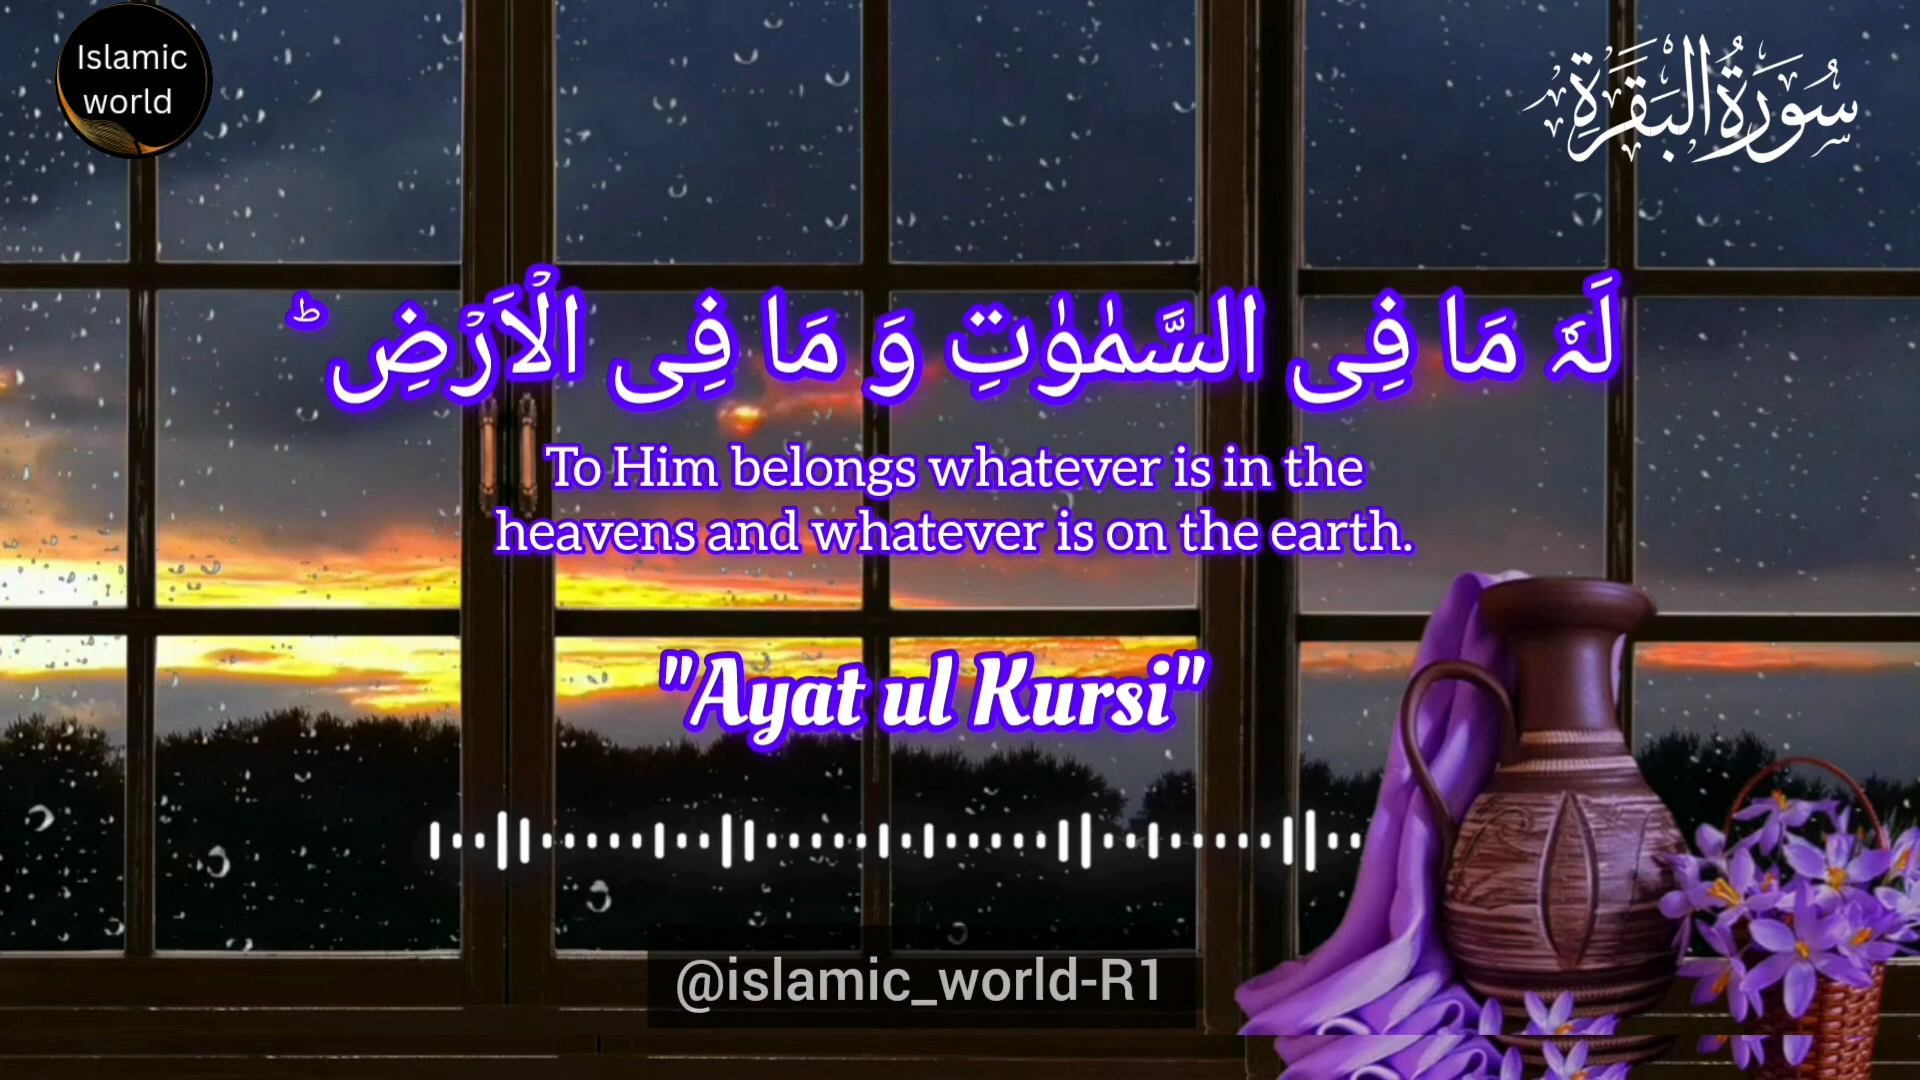 Islamic
world
سُورَةُ البَقَرَةِ
لَہٗ مَا فِی السَّمٰوٰتِ وَ مَا فِی الۡاَرۡضِ ؕ
To Him belongs whatever is in the
heavens and whatever is on the earth.
"Ayat ul Kursi"
@islamic_world-R1